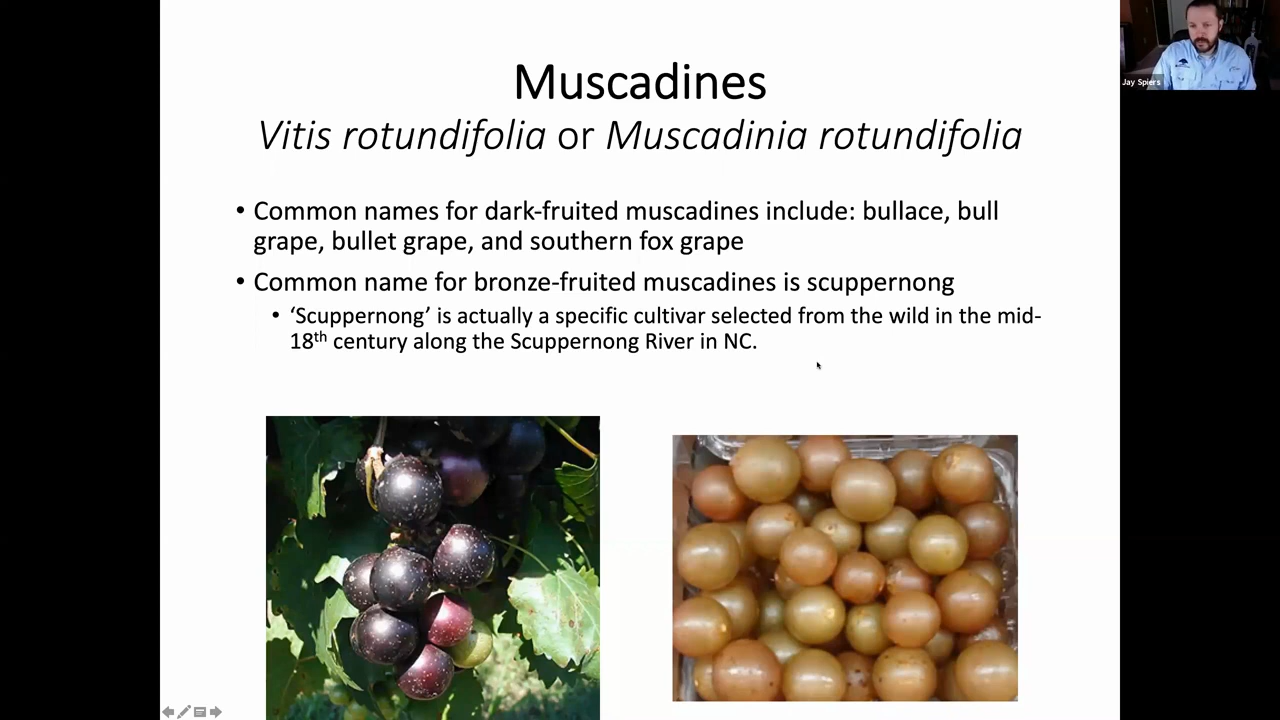 Muscadines
Vitis rotundifolia or Muscadinia rotundifolia
• Common names for dark-fruited muscadines include: bullace, bull
grape, bullet grape, and southern fox grape
• Common name for bronze-fruited muscadines is scuppernong
• ‘Scuppernong’ is actually a specific cultivar selected from the wild in the mid-
18th century along the Scuppernong River in NC.
Jay Spiers